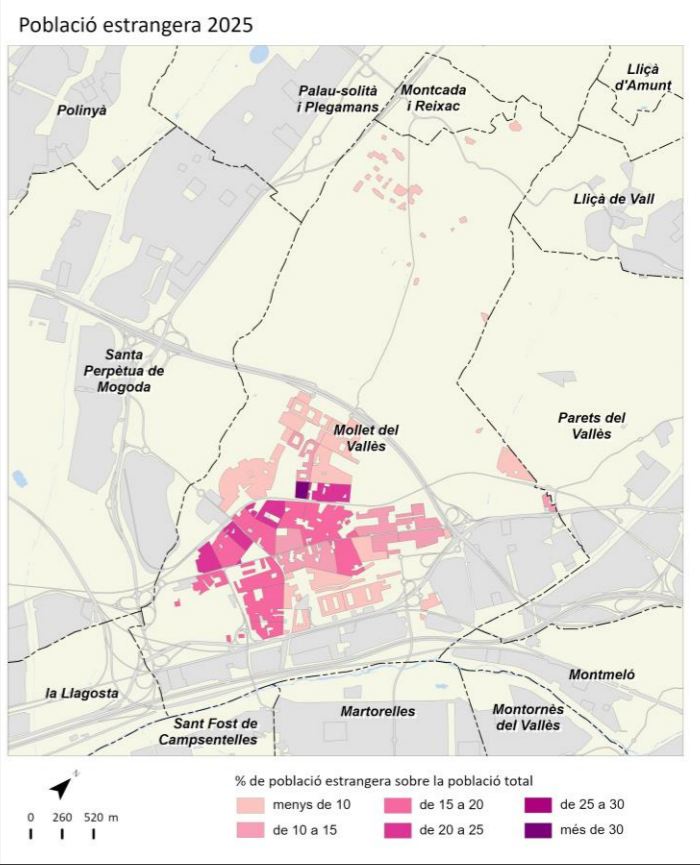 Població estrangera 2025
Lliçà
d'Amunt
Palau-solità
i Plegamans
Montcada
i Reixac
Polinyà
Lliçà de Vall
Santa
Perpètua de
Mogoda
Mollet del
Vallès
Parets del
Vallès
Montmeló
la Llagosta
Martorelles
Montornès
del Vallès
Sant Fost de
Campsentelles
N
0 260 520 m
% de població estrangera sobre la població total
menys de 10
de 15 a 20
de 25 a 30
de 10 a 15
de 20 a 25
més de 30